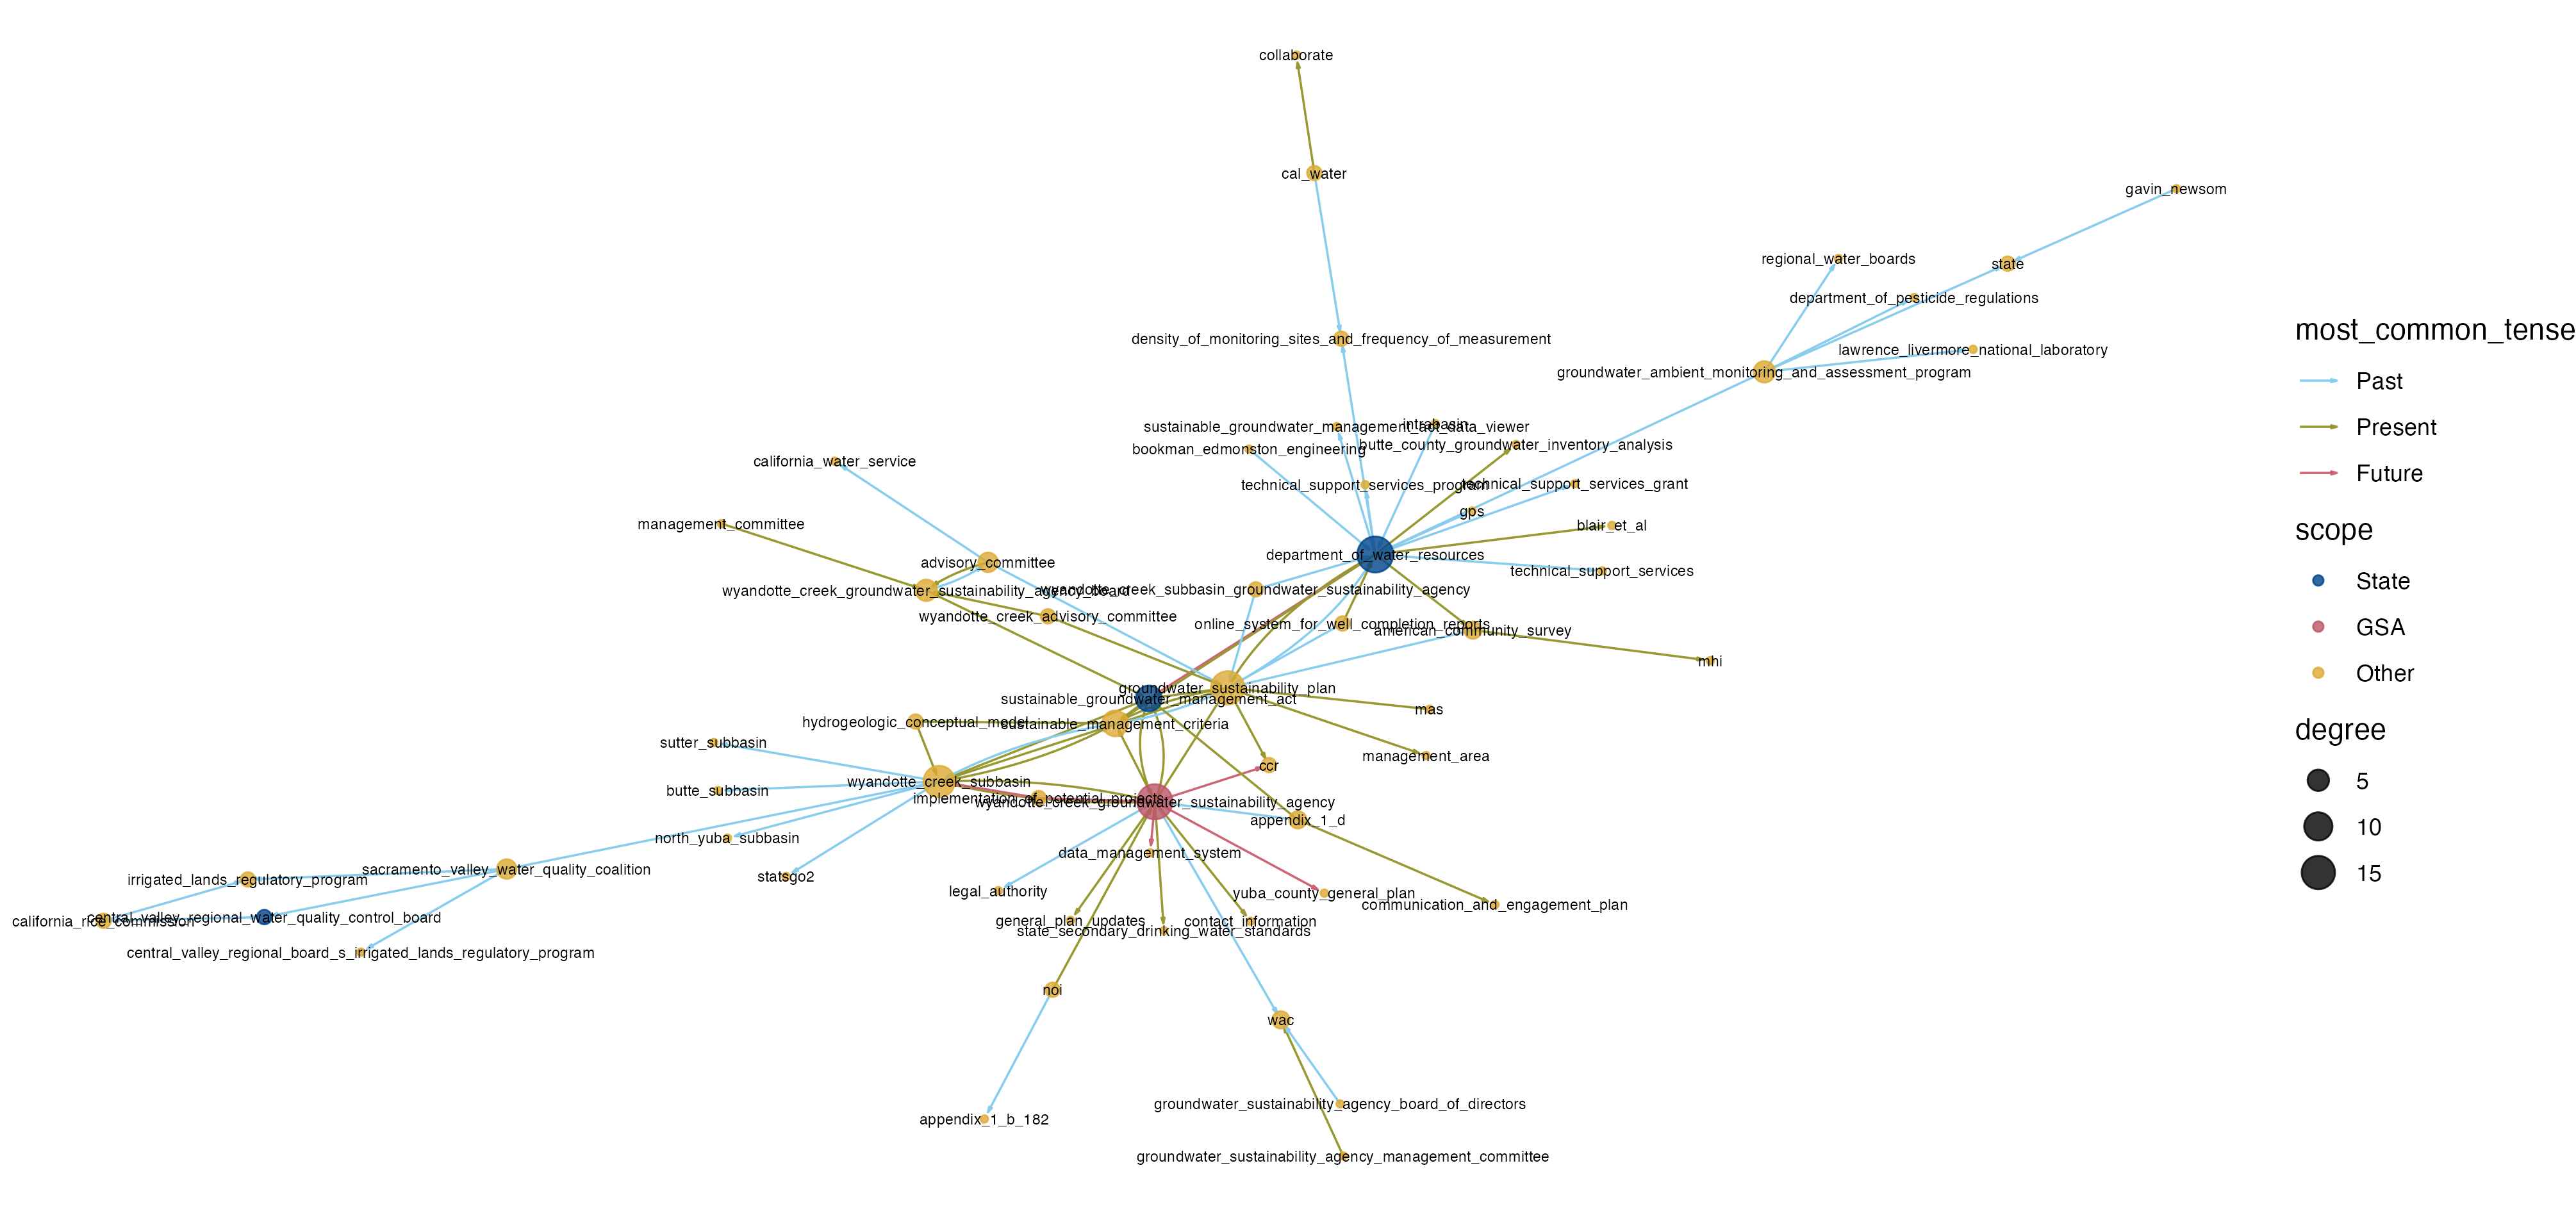 collaborate
cal_water
gavin_newsom
regional_water_boards
state
department_of_pesticide_regulations
density_of_monitoring_sites_and_frequency_of_measurement
lawrence_livermore_national_laboratory
groundwater_ambient_monitoring_and_assessment_program
sustainable_groundwater_management_act_data_viewer
intrabasin
butte_county_groundwater_inventory_analysis
bookman_edmonston_engineering
california_water_service
technical_support_services_program
technical_support_services_grant
gps
management_committee
blair_et_al
department_of_water_resources
advisory_committee
technical_support_services
wyandotte_creek_groundwater_sustainability_agency_board
wyandotte_creek_subbasin_groundwater_sustainability_agency
wyandotte_creek_advisory_committee
online_system_for_well_completion_reports
american_community_survey
mhi
groundwater_sustainability_plan
sustainable_groundwater_management_act
mas
hydrogeologic_conceptual_model
sustainable_management_criteria
sutter_subbasin
management_area
ccr
wyandotte_creek_subbasin
butte_subbasin
implementation_of_potential_projects
wyandotte_creek_groundwater_sustainability_agency
appendix_1_d
north_yuba_subbasin
data_management_system
sacramento_valley_water_quality_coalition
statsgo2
irrigated_lands_regulatory_program
legal_authority
yuba_county_general_plan
communication_and_engagement_plan
california_rice_commission
central_valley_regional_water_quality_control_board
general_plan_updates
contact_information
state_secondary_drinking_water_standards
central_valley_regional_board_s_irrigated_lands_regulatory_program
noi
wac
groundwater_sustainability_agency_board_of_directors
appendix_1_b_182
groundwater_sustainability_agency_management_committee
most_common_tense
Past
Present
Future
scope
State
GSA
Other
degree
5
10
15